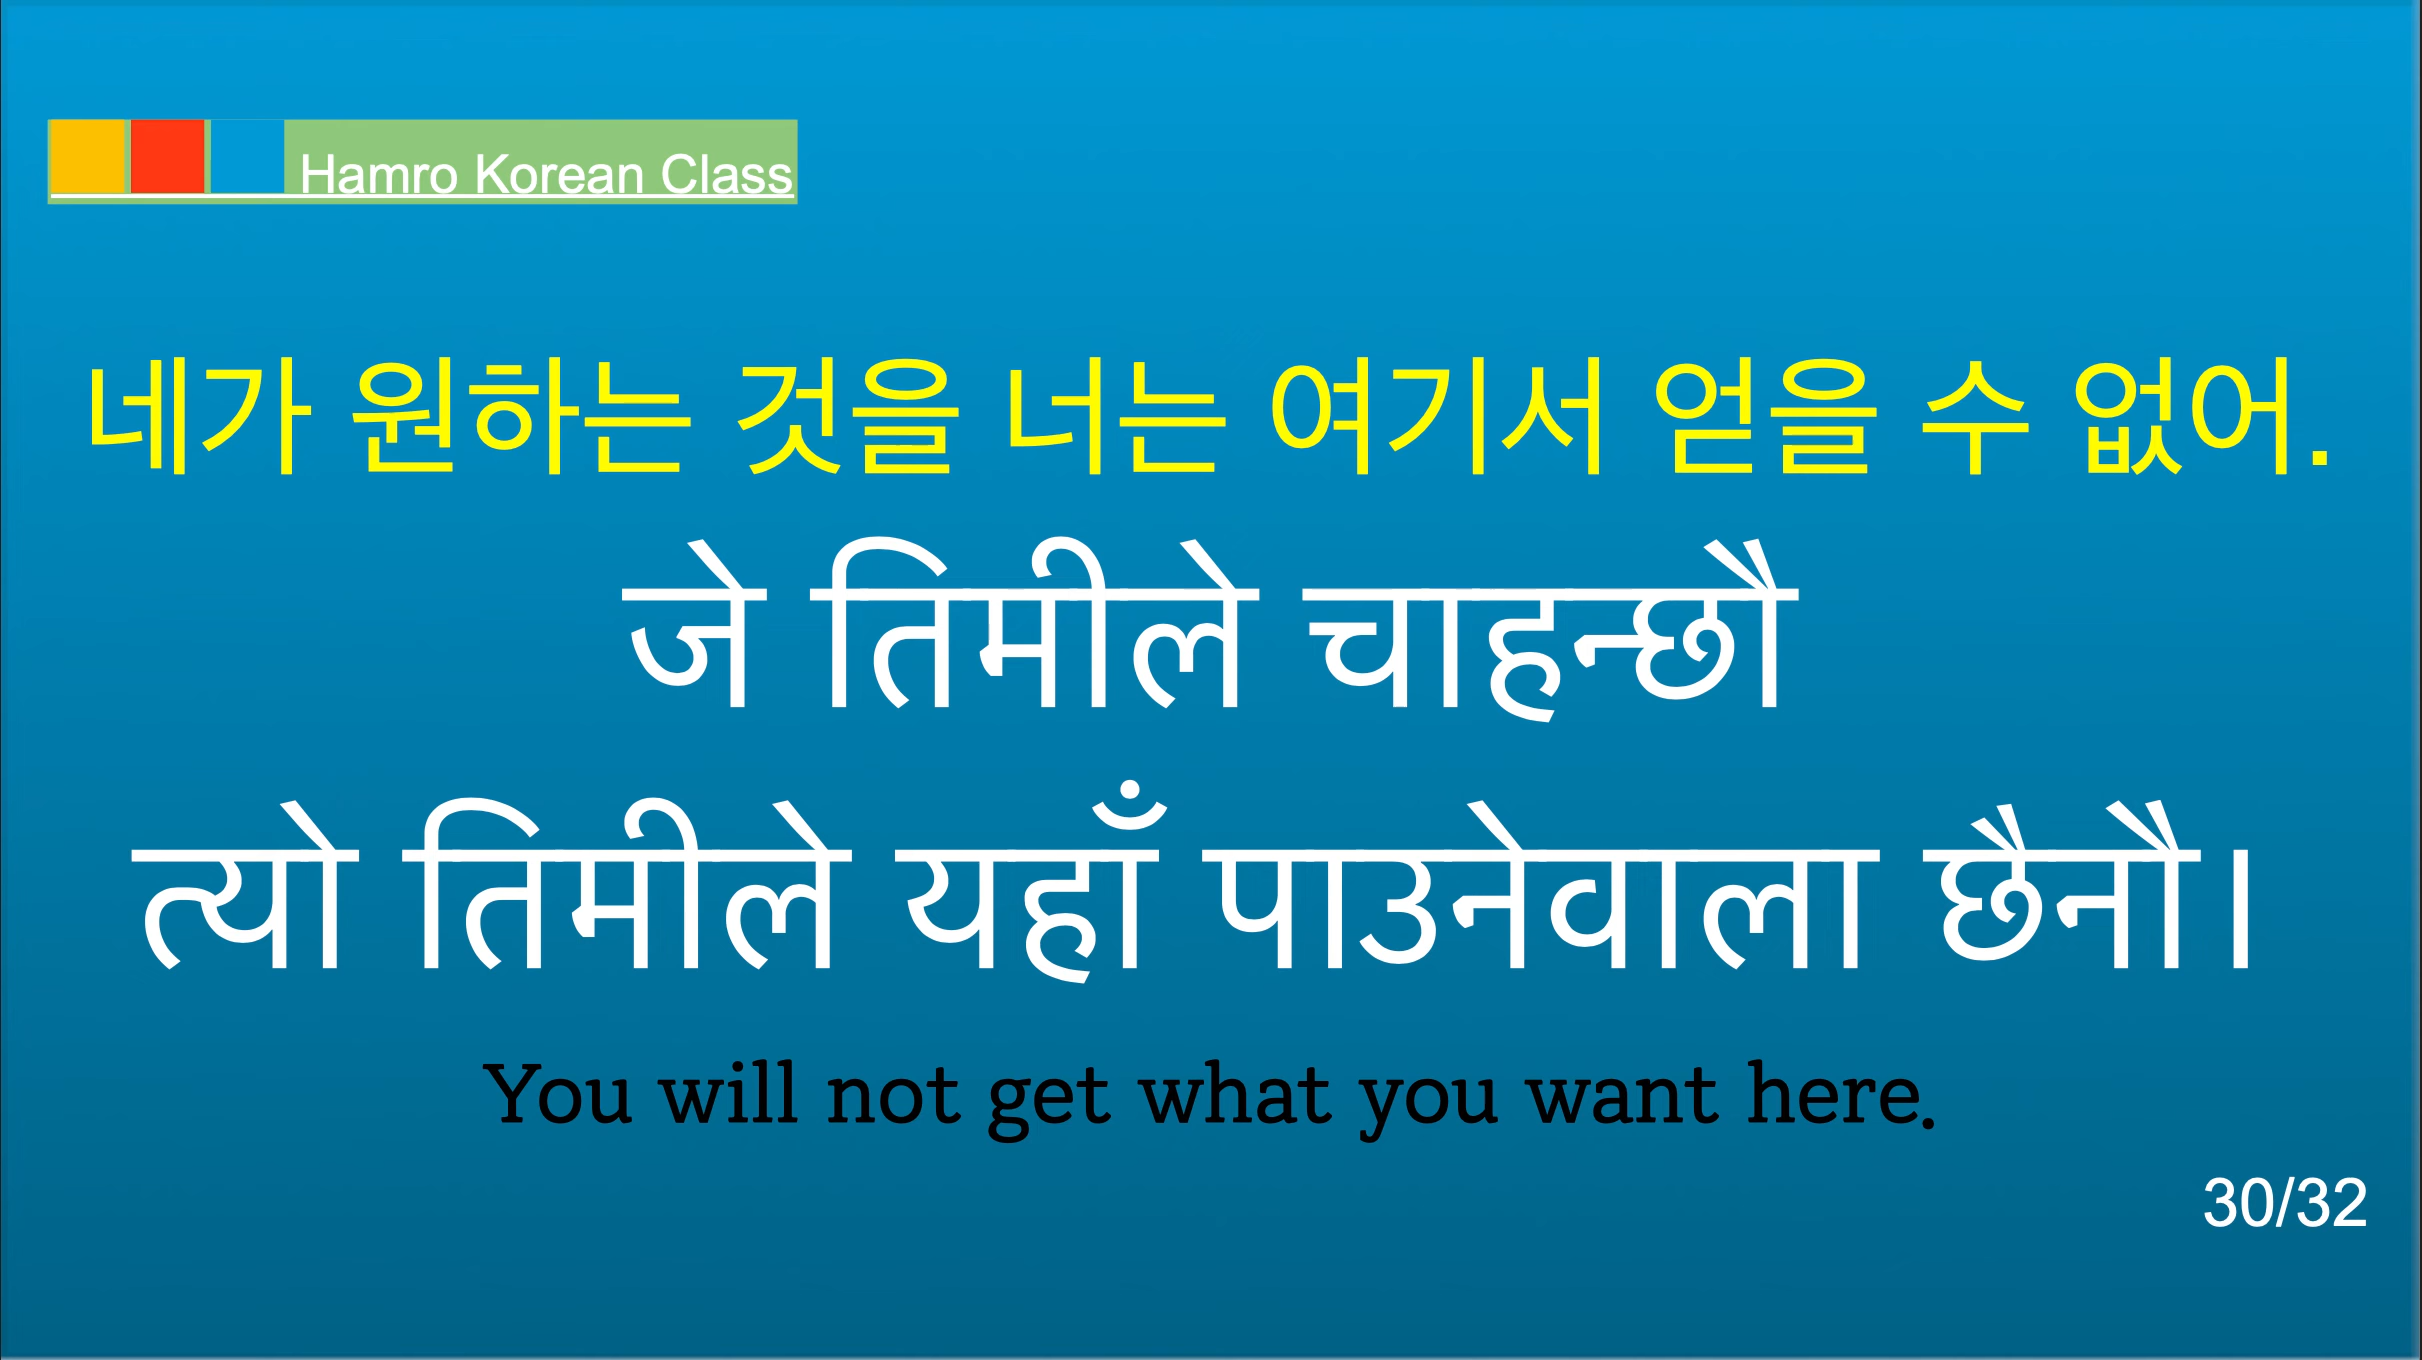 Hamro Korean Class
네가 원하는 것을 너는 여기서 얻을 수 없어.
जे तिमीले चाहन्छौ
त्यो तिमीले यहाँ पाउनेवाला छैनौ।
You will not get what you want here.
30/32